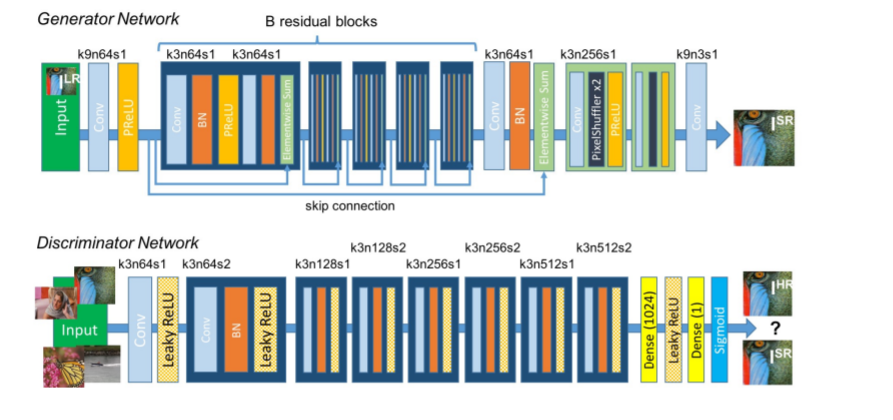 Generator Network
B residual blocks
k9n64s1
k3n64s1
k3n64s1
k3n64s1
k3n256s1
k9n3s1
Input
I^LR
Conv
PReLU
Conv
BN
PReLU
Elementwise Sum
Conv
BN
Elementwise Sum
Conv
PixelShuffler x2
PReLU
Conv
I^SR
skip connection
Discriminator Network
k3n64s1
k3n64s2
k3n128s1
k3n128s2
k3n256s1
k3n256s2
k3n512s1
k3n512s2
Input
Conv
Leaky ReLU
Conv
BN
Leaky ReLU
Dense (1024)
Leaky ReLU
Dense (1)
Sigmoid
I^HR
?
I^SR